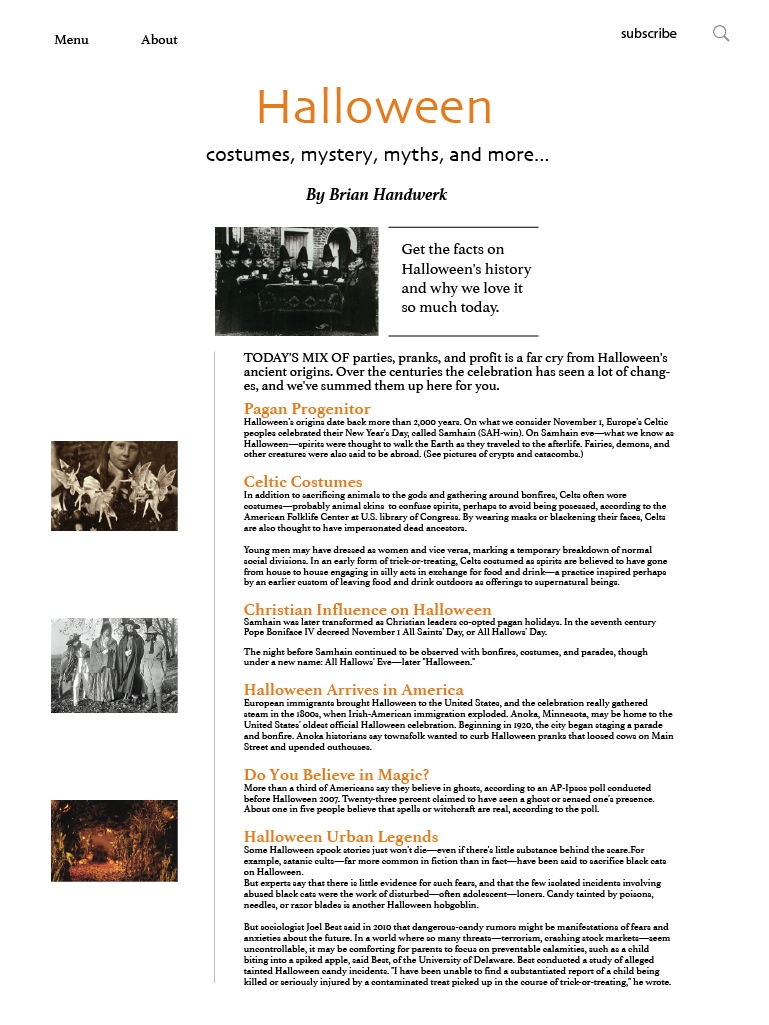 Menu About subscribe
Halloween
costumes, mystery, myths, and more...
By Brian Handwerk
Get the facts on
Halloween's history
and why we love it
so much today.
TODAY'S MIX OF parties, pranks, and profit is a far cry from Halloween's
ancient origins. Over the centuries the celebration has seen a lot of chang-
es, and we've summed them up here for you.
Pagan Progenitor
Halloween's origins date back more than 2,000 years. On what we consider November 1, Europe's Celtic
peoples celebrated their New Year's Day, called Samhain (SAH-win). On Samhain eve—what we know as
Halloween—spirits were thought to walk the Earth as they traveled to the afterlife. Fairies, demons, and
other creatures were also said to be abroad. (See pictures of crypts and catacombs.)
Celtic Costumes
In addition to sacrificing animals to the gods and gathering around bonfires, Celts often wore
costumes—probably animal skins to confuse spirits, perhaps to avoid being posessed, according to the
American Folklife Center at U.S. library of Congress. By wearing masks or blackening their faces, Celts
are also thought to have impersonated dead ancestors.
Young men may have dressed as women and vice versa, marking a temporary breakdown of normal
social divisions. In an early form of trick-or-treating, Celts costumed as spirits are believed to have gone
from house to house engaging in silly acts in exchange for food and drink—a practice inspired perhaps
by an earlier custom of leaving food and drink outdoors as offerings to supernatural beings.
Christian Influence on Halloween
Samhain was later transformed as Christian leaders co-opted pagan holidays. In the seventh century
Pope Boniface IV decreed November 1 All Saints' Day, or All Hallows' Day.
The night before Samhain continued to be observed with bonfires, costumes, and parades, though
under a new name: All Hallows' Eve—later "Halloween."
Halloween Arrives in America
European immigrants brought Halloween to the United States, and the celebration really gathered
steam in the 1800s, when Irish-American immigration exploded. Anoka, Minnesota, may be home to the
United States' oldest official Halloween celebration. Beginning in 1920, the city began staging a parade
and bonfire. Anoka historians say townsfolk wanted to curb Halloween pranks that loosed cows on Main
Street and upended outhouses.
Do You Believe in Magic?
More than a third of Americans say they believe in ghosts, according to an AP-Ipsos poll conducted
before Halloween 2007. Twenty-three percent claimed to have seen a ghost or sensed one's presence.
About one in five people believe that spells or witchcraft are real, according to the poll.
Halloween Urban Legends
Some Halloween spook stories just won't die—even if there's little substance behind the scare.For
example, satanic cults—far more common in fiction than in fact—have been said to sacrifice black cats
on Halloween.
But experts say that there is little evidence for such fears, and that the few isolated incidents involving
abused black cats were the work of disturbed—often adolescent—loners. Candy tainted by poisons,
needles, or razor blades is another Halloween hobgoblin.
But sociologist Joel Best said in 2010 that dangerous-candy rumors might be manifestations of fears and
anxieties about the future. In a world where so many threats—terrorism, crashing stock markets—seem
uncontrollable, it may be comforting for parents to focus on preventable calamities, such as a child
biting into a spiked apple, said Best, of the University of Delaware. Best conducted a study of alleged
tainted Halloween candy incidents. "I have been unable to find a substantiated report of a child being
killed or seriously injured by a contaminated treat picked up in the course of trick-or-treating," he wrote.